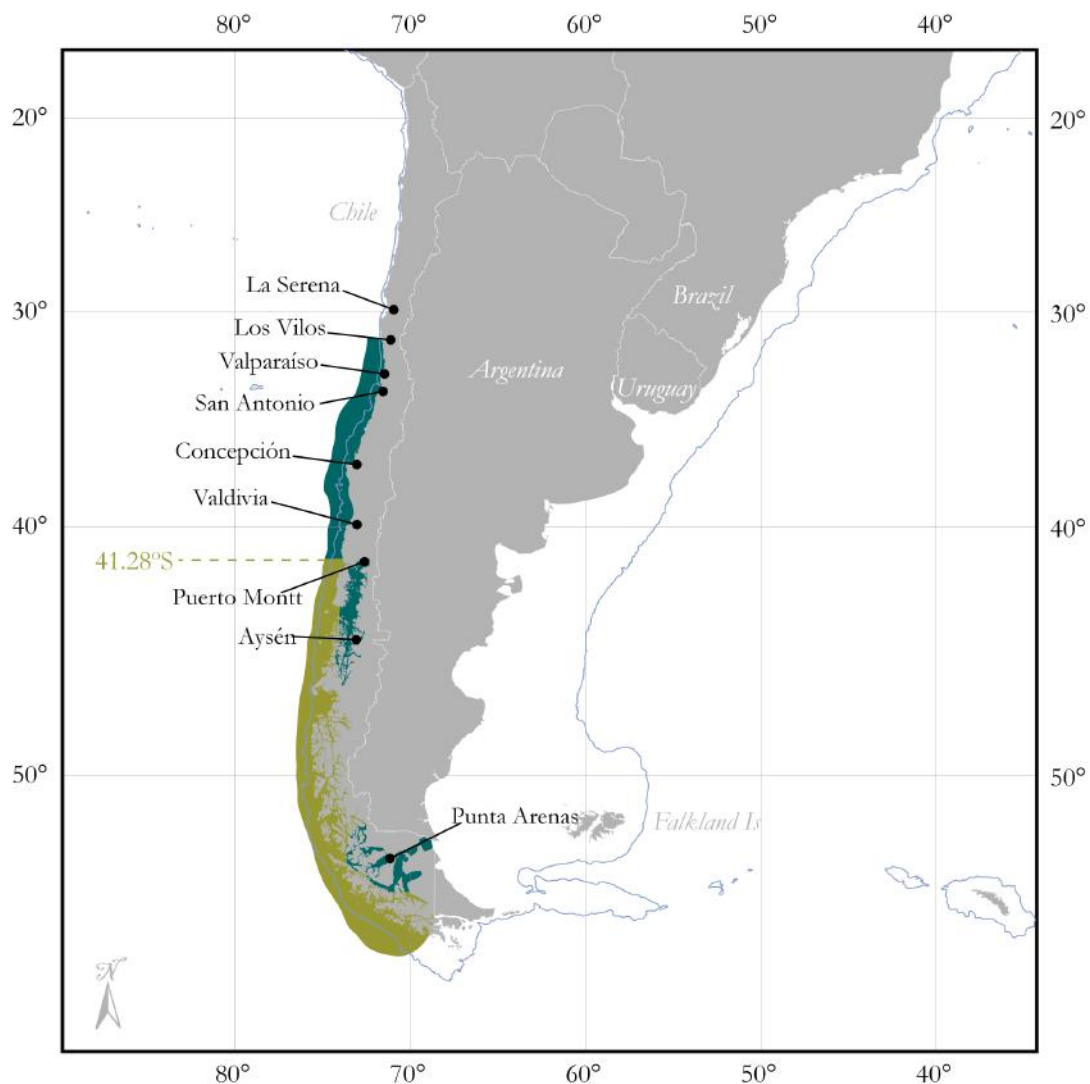 80° 70° 60° 50° 40°
20° 20°
Chile
La Serena
30° Brazil 30°
Los Vilos
Valparaíso Argentina
Uruguay
San Antonio
Concepción
Valdivia
40° 40°
41.28°S
Puerto Montt
Aysén
50° 50°
Punta Arenas
Falkland Is
N
80° 70° 60° 50° 40°